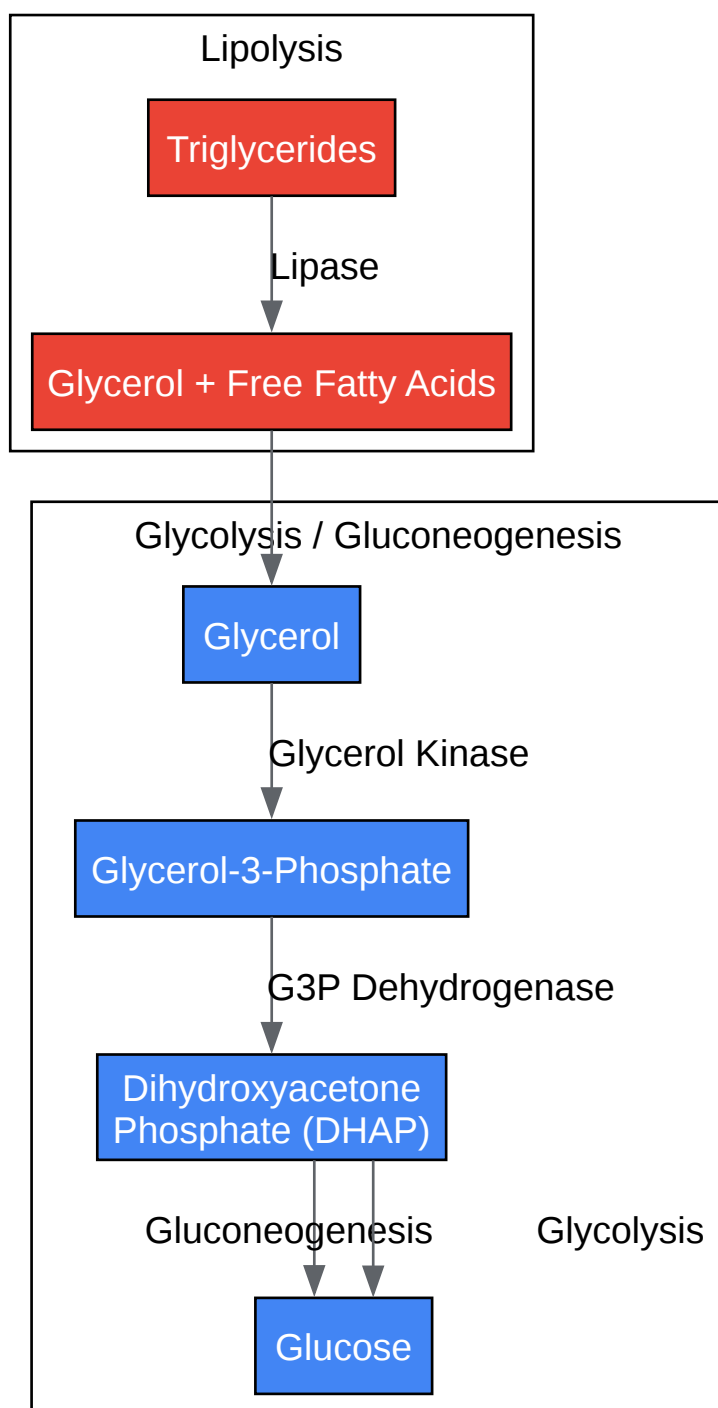 Lipolysis
Triglycerides
Lipase
Glycerol + Free Fatty Acids
Glycolysis / Gluconeogenesis
Glycerol
Glycerol Kinase
Glycerol-3-Phosphate
G3P Dehydrogenase
Dihydroxyacetone
Phosphate (DHAP)
Gluconeogenesis
Glycolysis
Glucose